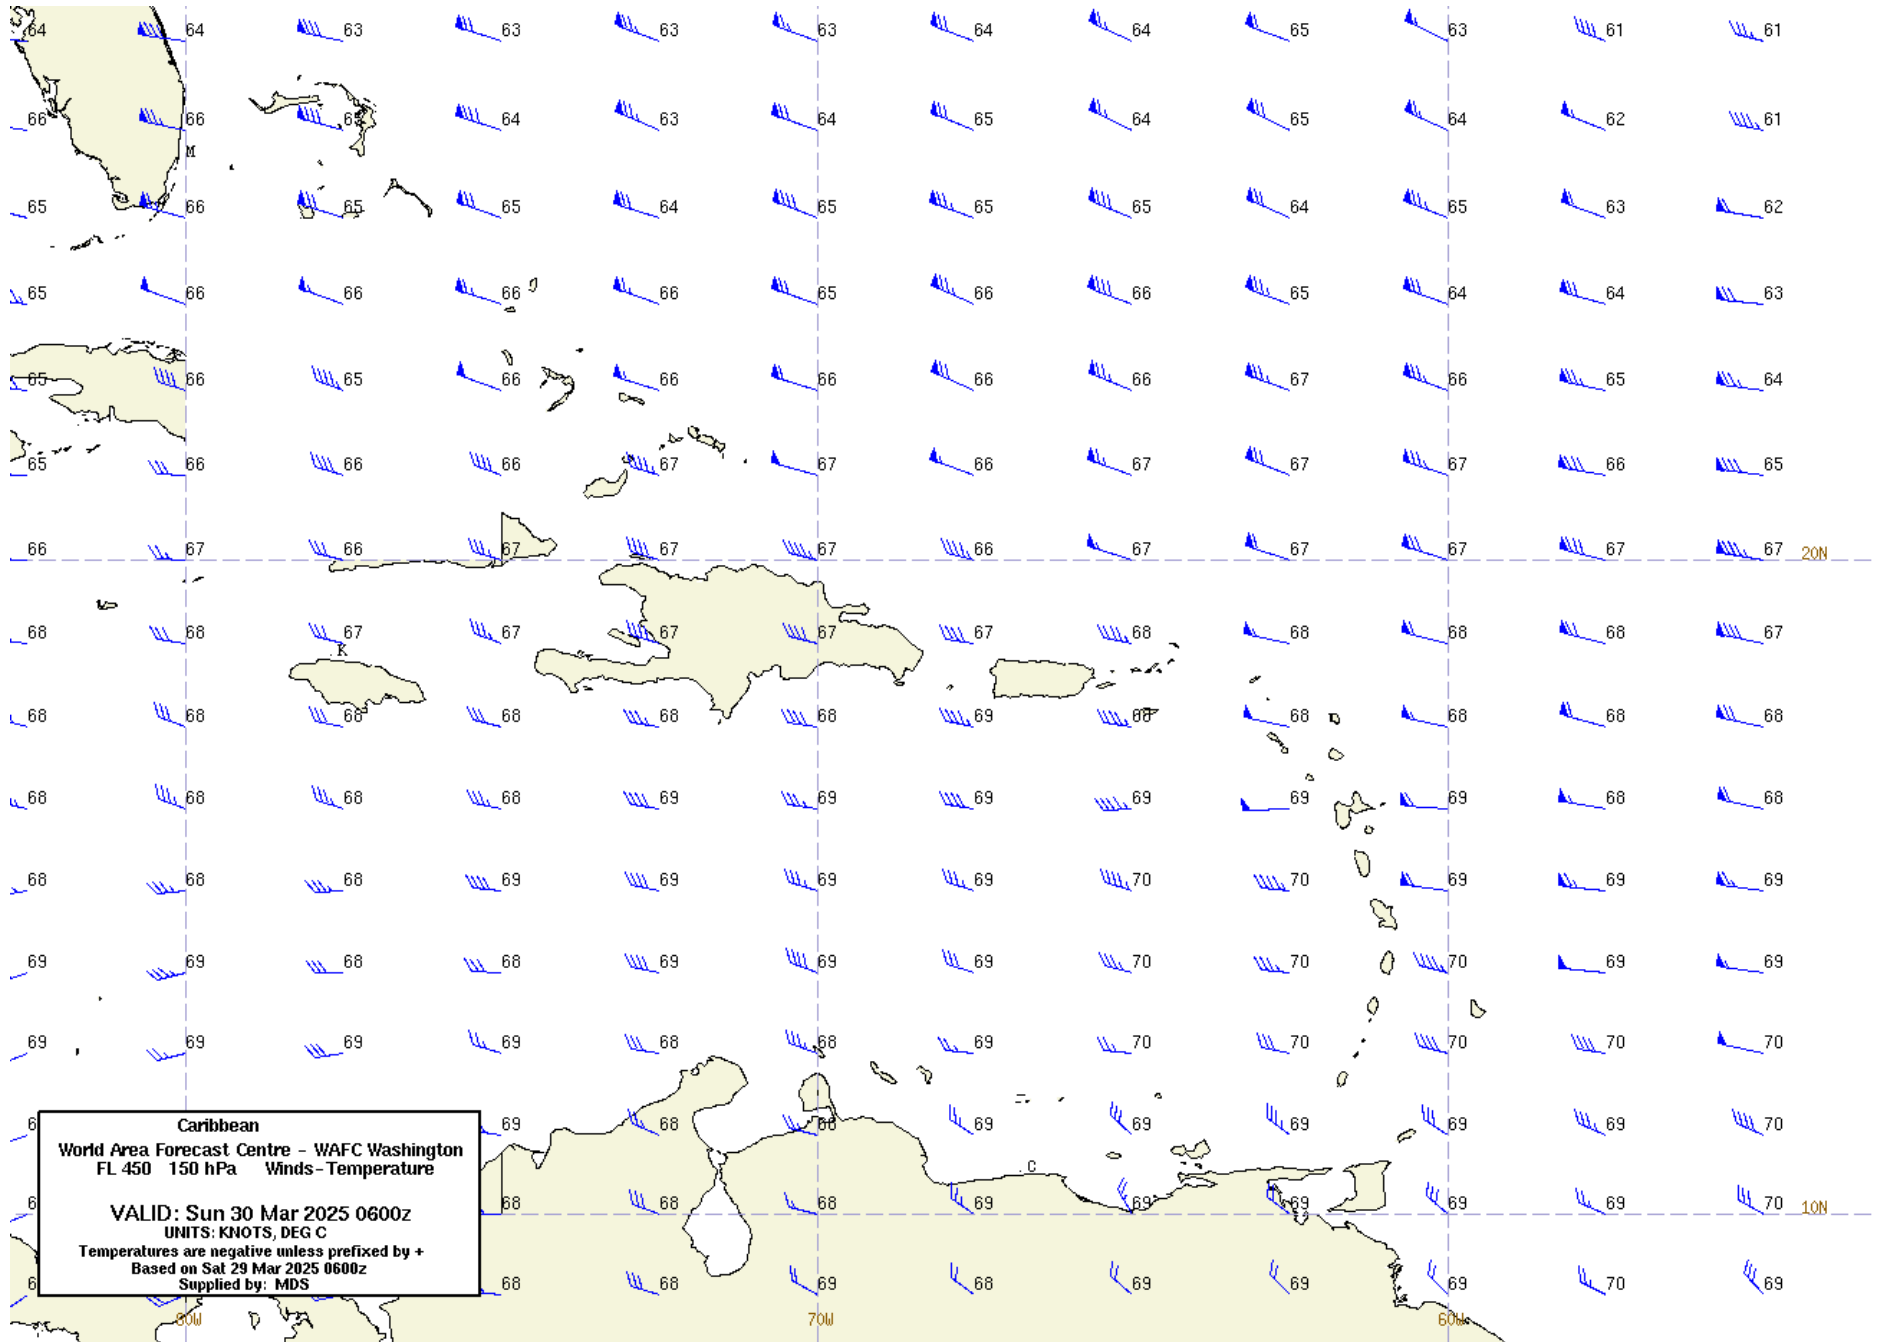 64 64 63 63 63 63 64 64 65 63 61 61
66 66 65 64 63 64 65 64 65 64 62 61
M
65 66 65 65 64 65 65 65 64 65 63 62
65 66 66 66 66 65 66 66 65 64 64 63
65 66 65 66 66 66 66 66 67 66 65 64
65 66 66 66 67 67 66 67 67 67 66 65
66 67 66 67 67 67 66 67 67 67 67 67 20N
68 68 67 67 67 67 67 68 68 68 68 67
K
68 68 68 68 68 68 69 68 68 68 68 68
68 68 68 68 69 69 69 69 69 69 68 68
68 68 68 69 69 69 69 70 70 69 69 69
69 69 68 68 69 69 69 70 70 70 69 69
69 69 69 69 68 68 69 70 70 70 70 70
69 68 68 69 69 69 69 69 70
C
68 68 68 69 69 69 69 69 70 10N
68 68 69 68 69 69 69 70 69
80W 70W 60W
Caribbean
World Area Forecast Centre - WAFC Washington
FL 450 150 hPa Winds-Temperature
VALID: Sun 30 Mar 2025 0600z
UNITS: KNOTS, DEG C
Temperatures are negative unless prefixed by +
Based on Sat 29 Mar 2025 0600z
Supplied by: MDS